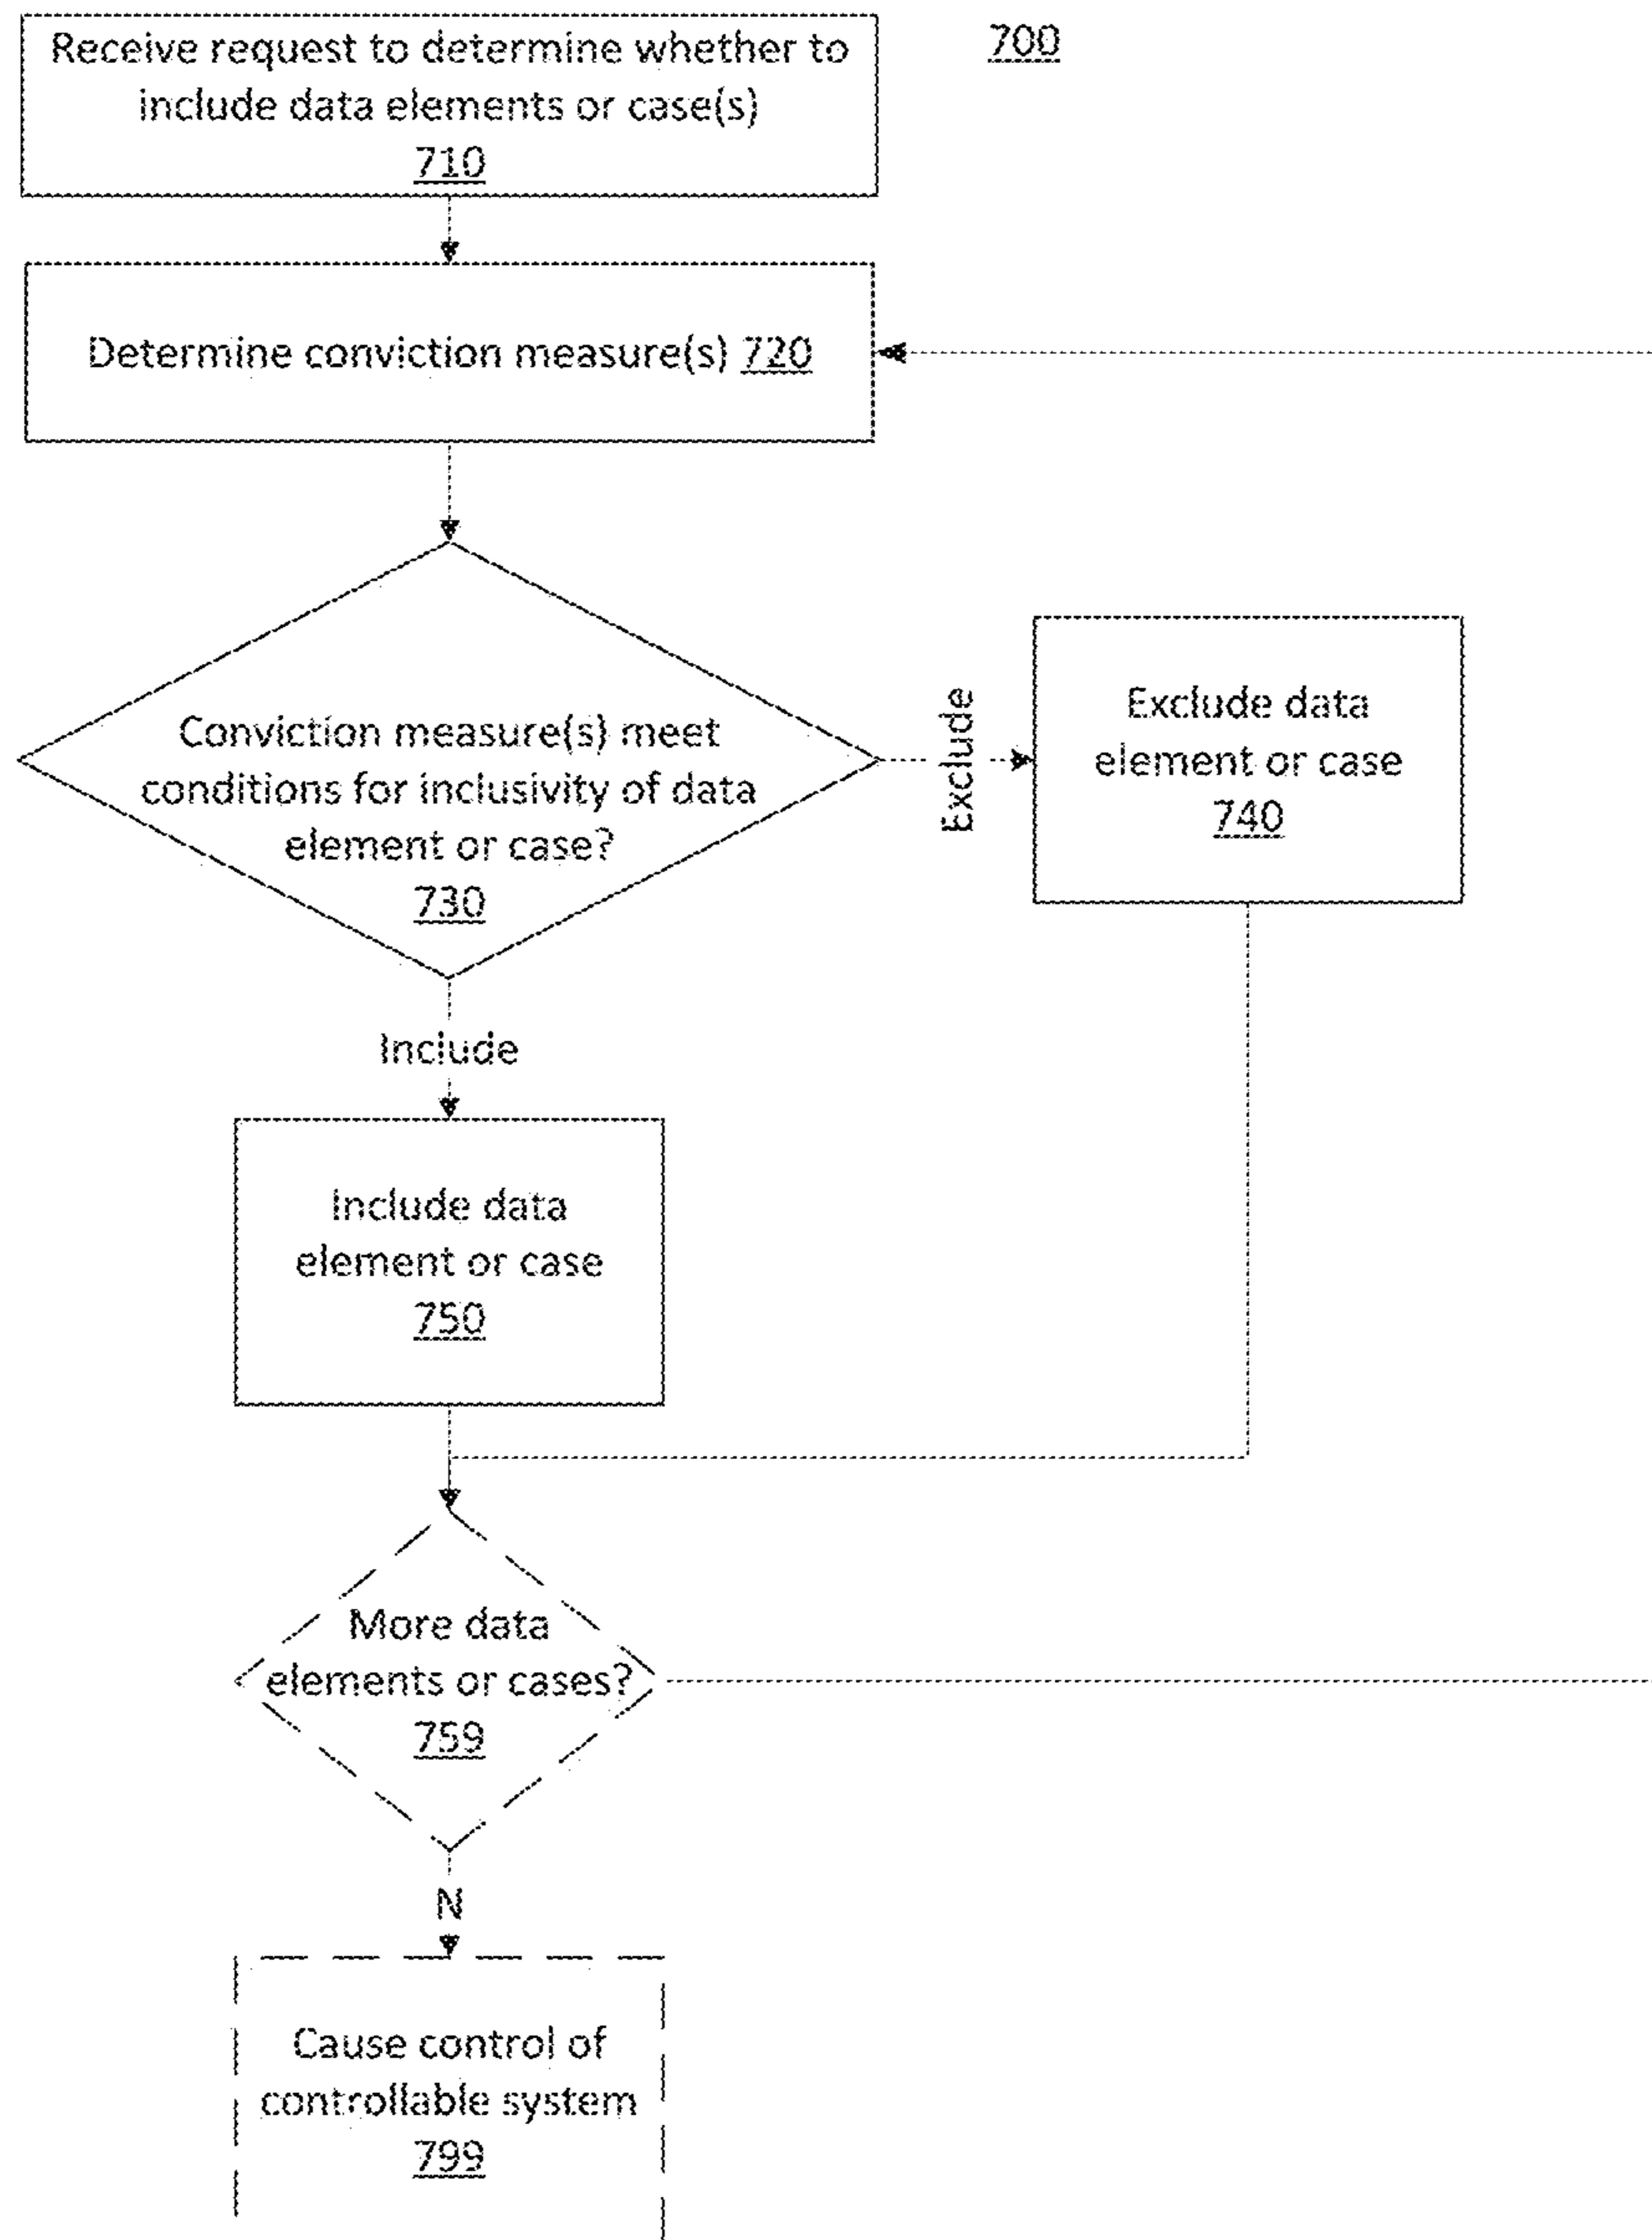 Receive request to determine whether to
include data elements or case(s)
710
700
Determine conviction measure(s) 720
Conviction measure(s) meet
conditions for inclusivity of data
element or case?
730
Exclude
Exclude data
element or case
740
Include
Include data
element or case
750
More data
elements or cases?
759
N
Cause control of
controllable system
799